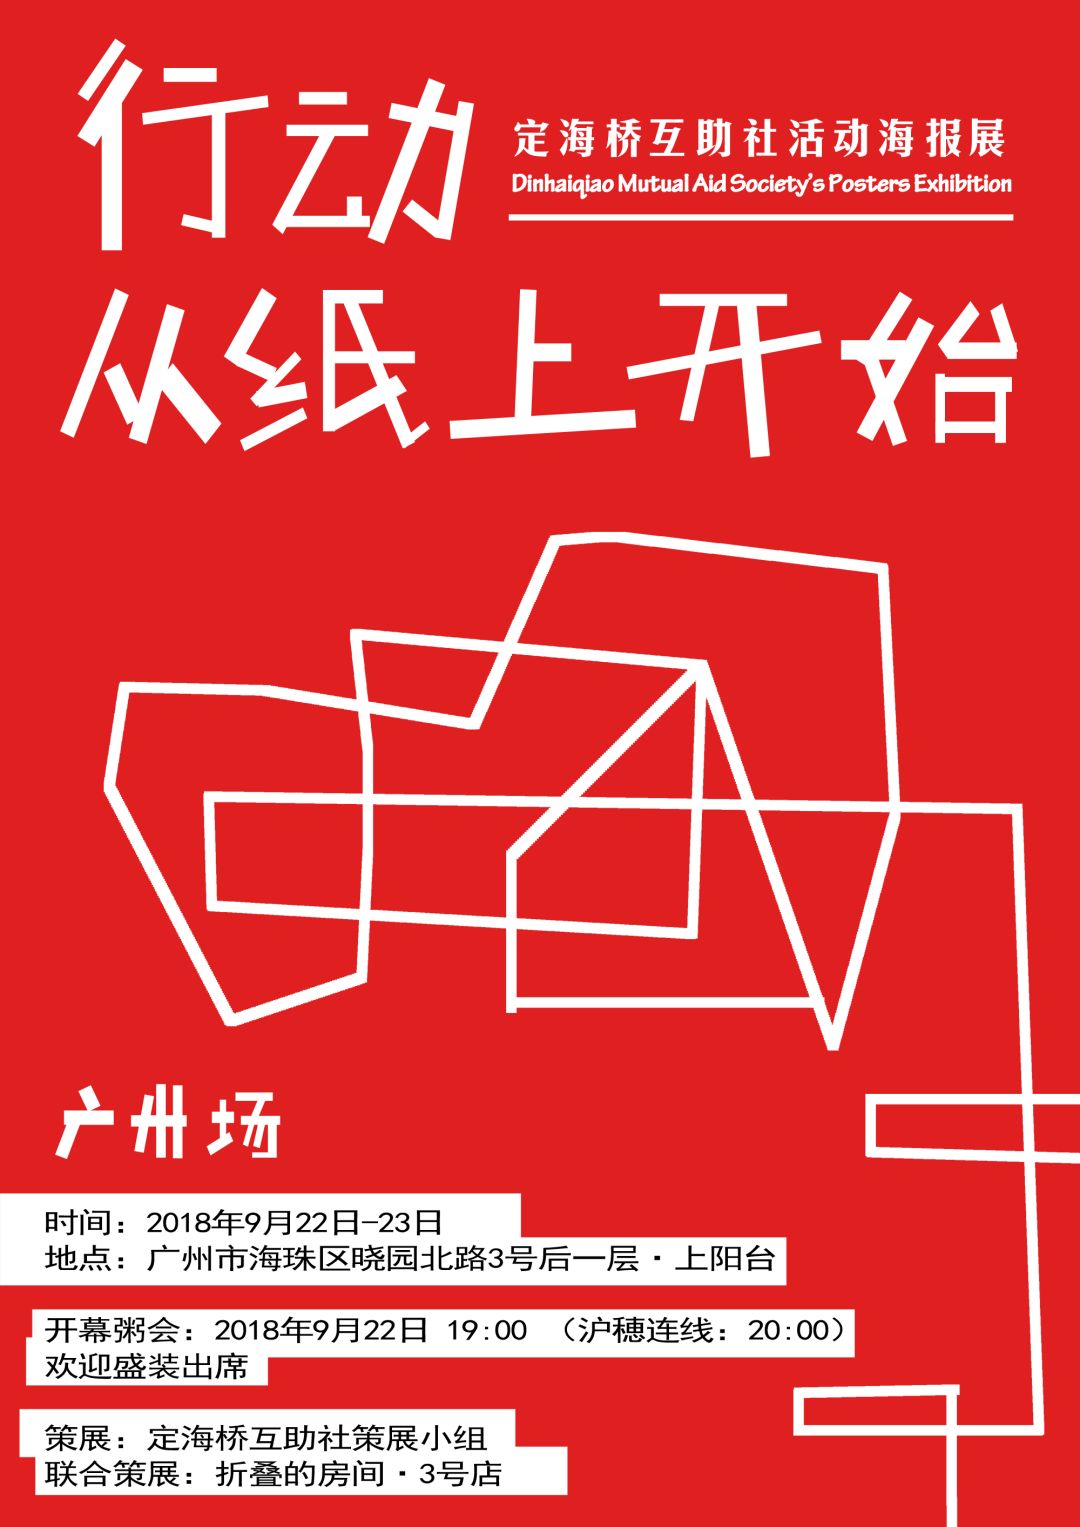 行动
定海桥互助社活动海报展
Dinhaiqiao Mutual Aid Society's Posters Exhibition
从纸上开始
广州场
时间：2018年9月22日-23日
地点：广州市海珠区晓园北路3号后一层·上阳台
开幕粥会：2018年9月22日 19:00 （沪穗连线：20:00）
欢迎盛装出席
策展：定海桥互助社策展小组
联合策展：折叠的房间·3号店